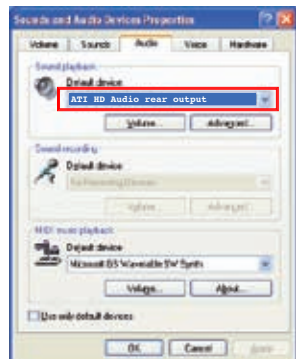 Sounds and Audio Devices Properties
Volume Sounds Audio Voice Hardware
Sound playback
Default device
ATI HD Audio rear output
Volume... Advanced...
Sound recording
Default device
Volume... Advanced...
MIDI music playback
Default device
Microsoft GS Wavetable SW Synth
Volume... About...
Use only default devices
OK Cancel Apply